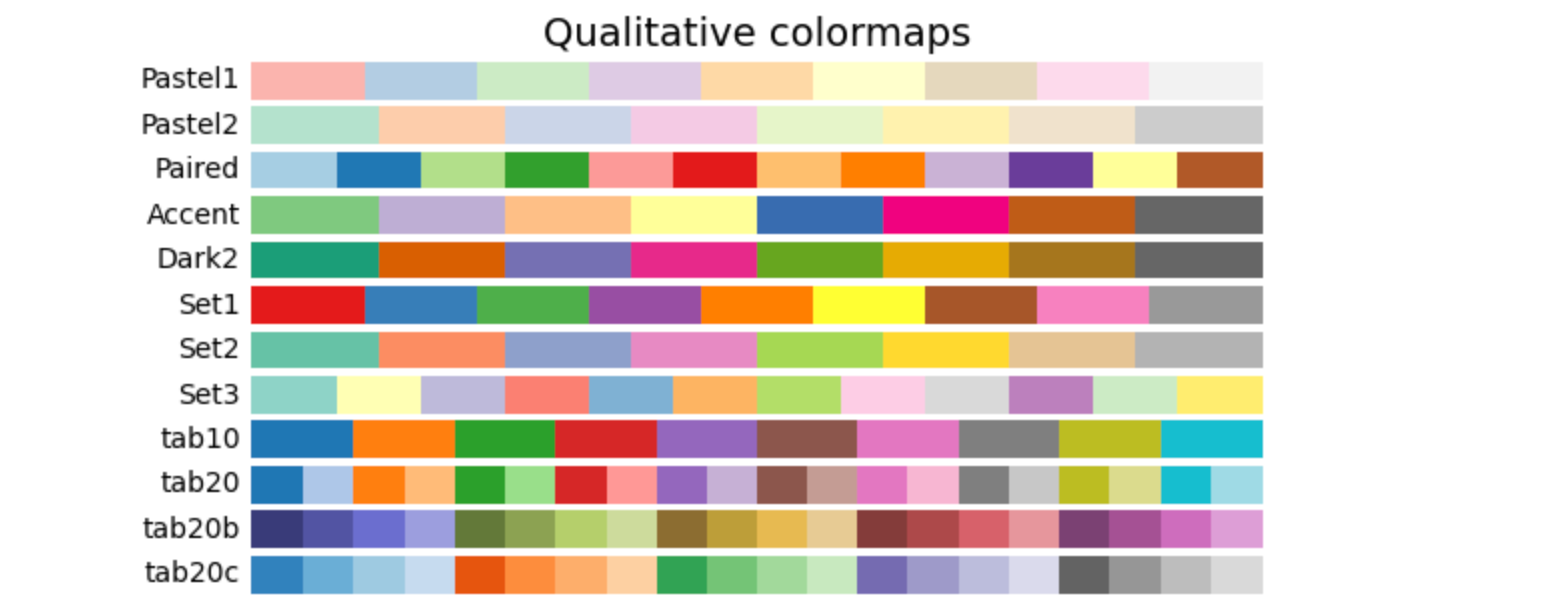 Qualitative colormaps
Pastel1
Pastel2
Paired
Accent
Dark2
Set1
Set2
Set3
tab10
tab20
tab20b
tab20c